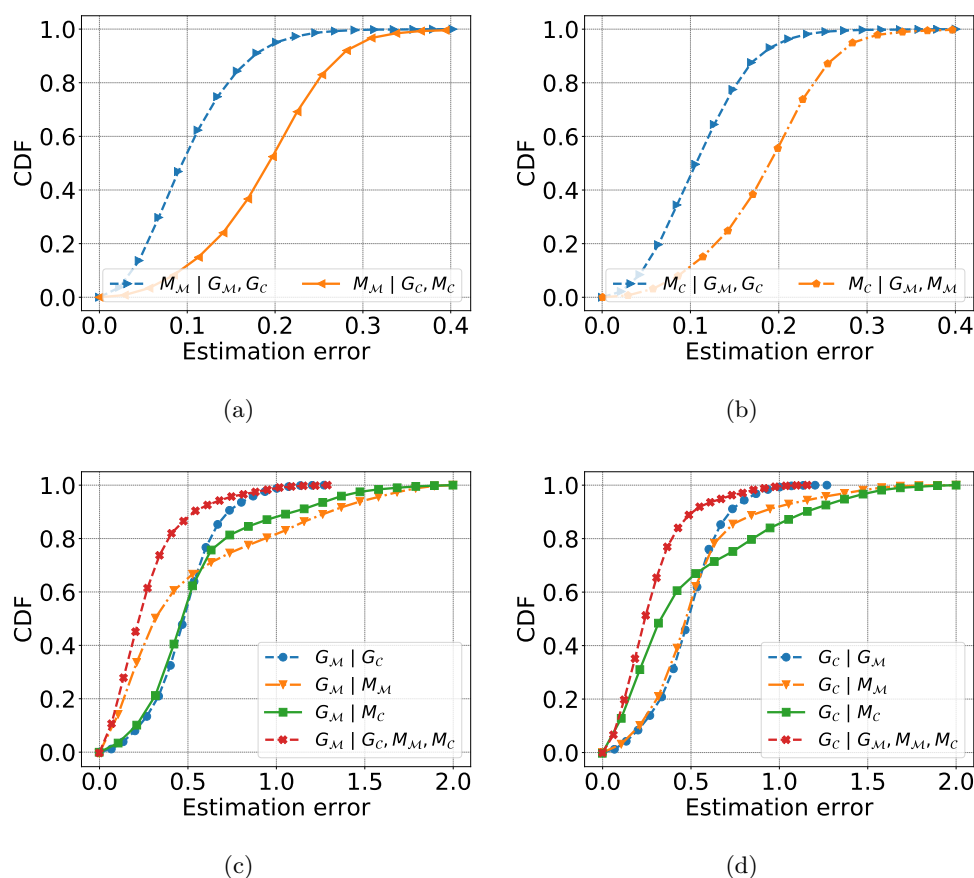 1.0
0.8
0.6
0.4
0.2
0.0
CDF
M_ℳ | G_ℳ, G_𝒞
M_ℳ | G_𝒞, M_𝒞
0.0 0.1 0.2 0.3 0.4
Estimation error
(a)
1.0
0.8
0.6
0.4
0.2
0.0
CDF
M_𝒞 | G_ℳ, G_𝒞
M_𝒞 | G_ℳ, M_ℳ
0.0 0.1 0.2 0.3 0.4
Estimation error
(b)
1.0
0.8
0.6
0.4
0.2
0.0
CDF
G_ℳ | G_𝒞
G_ℳ | M_ℳ
G_ℳ | M_𝒞
G_ℳ | G_𝒞, M_ℳ, M_𝒞
0.0 0.5 1.0 1.5 2.0
Estimation error
(c)
1.0
0.8
0.6
0.4
0.2
0.0
CDF
G_𝒞 | G_ℳ
G_𝒞 | M_ℳ
G_𝒞 | M_𝒞
G_𝒞 | G_ℳ, M_ℳ, M_𝒞
0.0 0.5 1.0 1.5 2.0
Estimation error
(d)